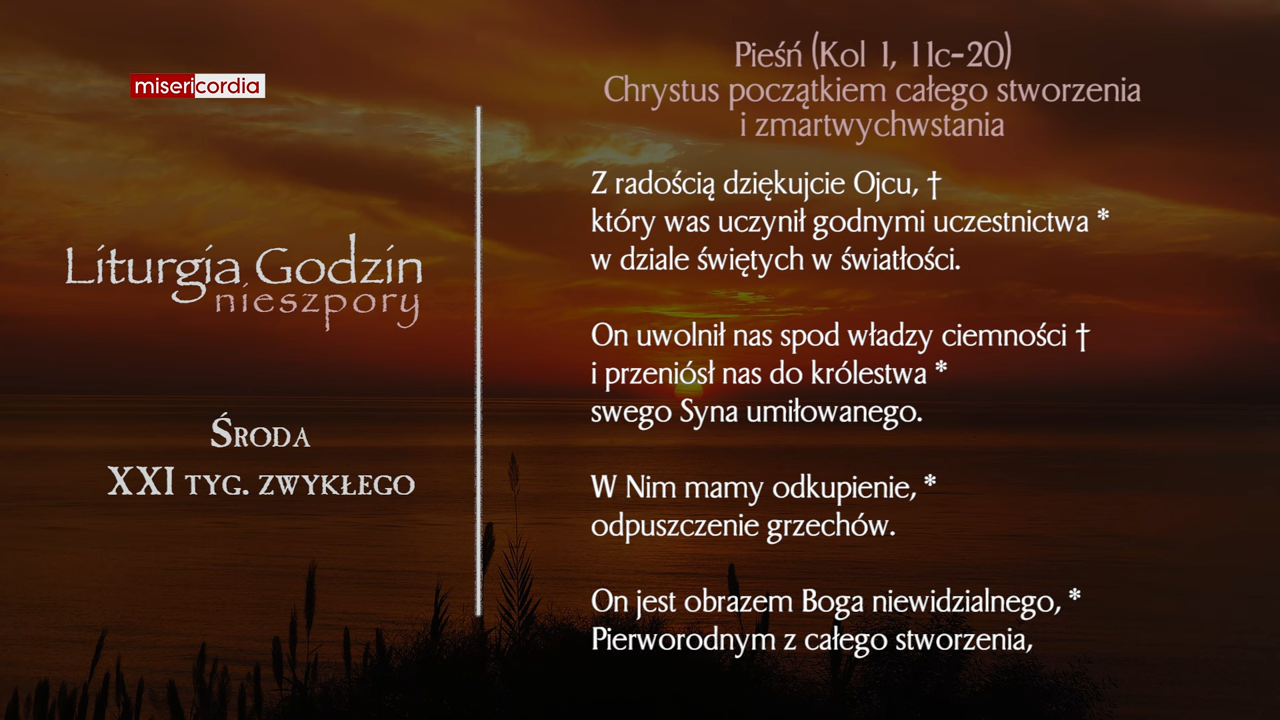 misericordia
Liturgia Godzin
nieszpory
Środa
XXI tyg. zwykłego
Pieśń (Kol 1, 11c-20)
Chrystus początkiem całego stworzenia
i zmartwychwstania
Z radością dziękujcie Ojcu, †
który was uczynił godnymi uczestnictwa *
w dziale świętych w światłości.
On uwolnił nas spod władzy ciemności †
i przeniósł nas do królestwa *
swego Syna umiłowanego.
W Nim mamy odkupienie, *
odpuszczenie grzechów.
On jest obrazem Boga niewidzialnego, *
Pierworodnym z całego stworzenia,